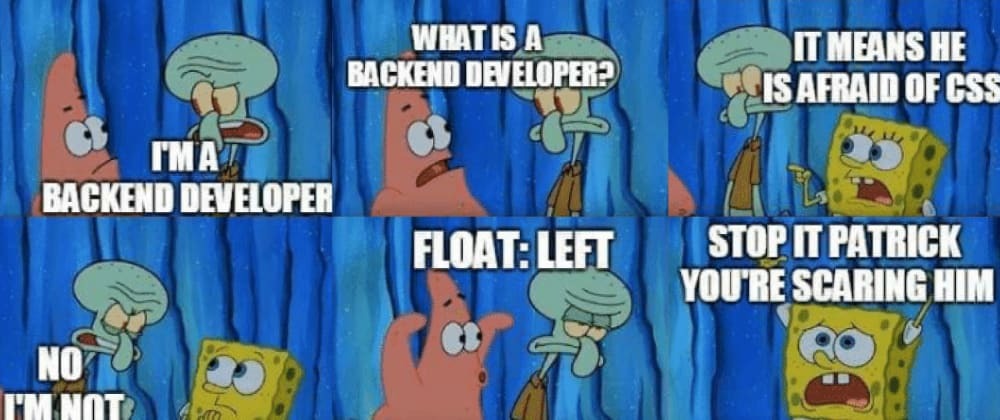 I'M A
BACKEND DEVELOPER
WHAT IS A
BACKEND DEVELOPER?
IT MEANS HE
IS AFRAID OF CSS
NO
I'M NOT
FLOAT: LEFT
STOP IT PATRICK
YOU'RE SCARING HIM